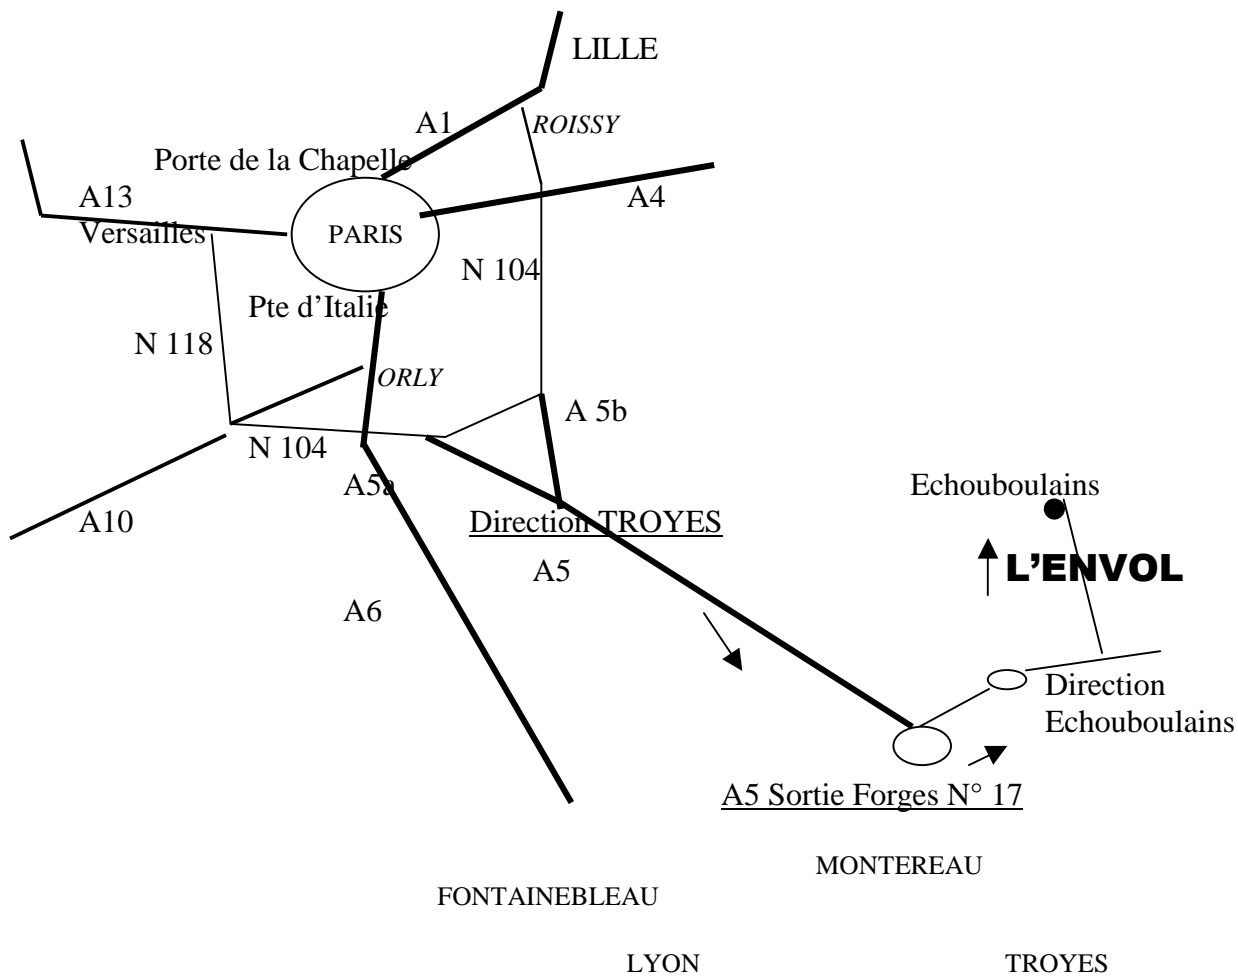 LILLE
A1
ROISSY
Porte de la Chapelle
A13
A4
Versailles
PARIS
N 104
Pte d’Italie
N 118
ORLY
A 5b
N 104
A5a
Echouboulains
A10
Direction TROYES
A5
L’ENVOL
A6
Direction
Echouboulains
A5 Sortie Forges N° 17
MONTEREAU
FONTAINEBLEAU
LYON
TROYES